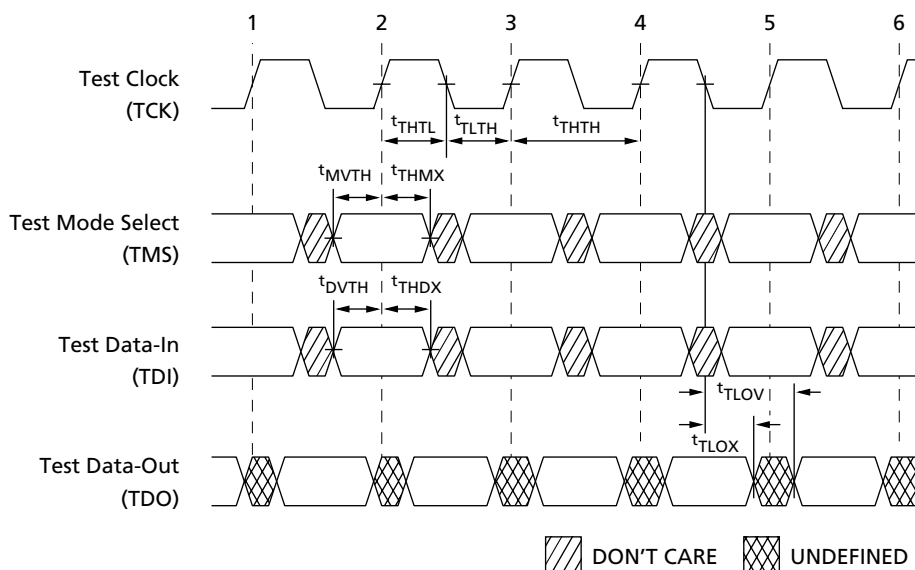 1 2 3 4 5 6
Test Clock
(TCK)
tTHTL tTLTH tTHTH
tMVTH tTHMX
Test Mode Select
(TMS)
tDVTH tTHDX
Test Data-In
(TDI)
tTLOV
tTLOX
Test Data-Out
(TDO)
DON'T CARE UNDEFINED